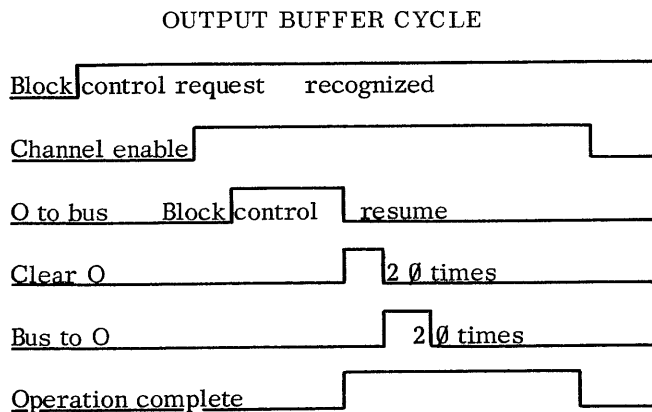 OUTPUT BUFFER CYCLE
Block control request recognized
Channel enable
O to bus Block control resume
Clear O 2 Ø times
Bus to O 2 Ø times
Operation complete